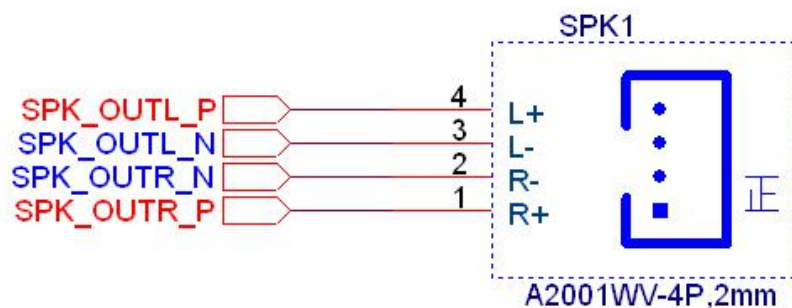 SPK1
SPK_OUTL_P 4 L+
SPK_OUTL_N 3 L-
SPK_OUTR_N 2 R-
SPK_OUTR_P 1 R+
正
A2001WV-4P,2mm